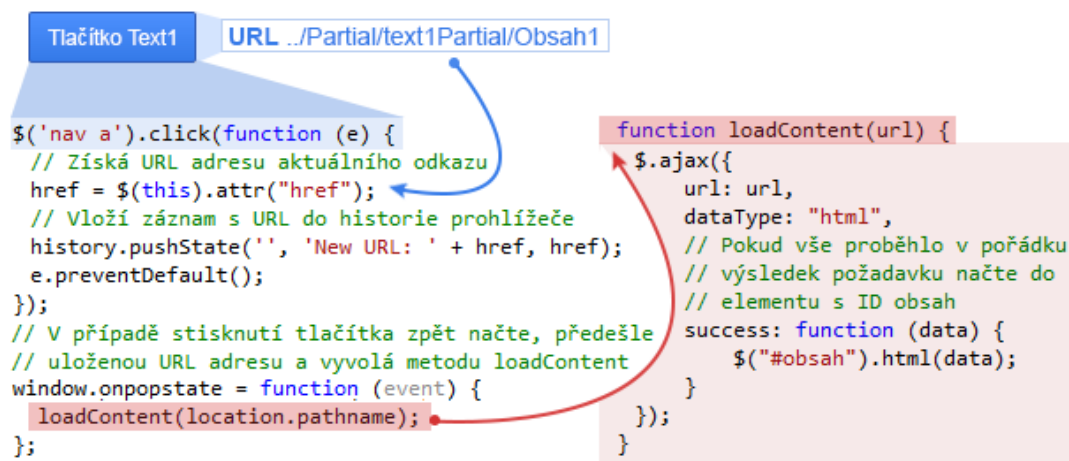 Tlačítko Text1
URL ../Partial/text1Partial/Obsah1
$('nav a').click(function (e) {
// Získá URL adresu aktuálního odkazu
href = $(this).attr("href");
// Vloží záznam s URL do historie prohlížeče
history.pushState('', 'New URL: ' + href, href);
e.preventDefault();
});
// V případě stisknutí tlačítka zpět načte, předešle
// uloženou URL adresu a vyvolá metodu loadContent
window.onpopstate = function (event) {
loadContent(location.pathname);
};
function loadContent(url) {
$.ajax({
url: url,
dataType: "html",
// Pokud vše proběhlo v pořádku
// výsledek požadavku načte do
// elementu s ID obsah
success: function (data) {
$("#obsah").html(data);
}
});
}